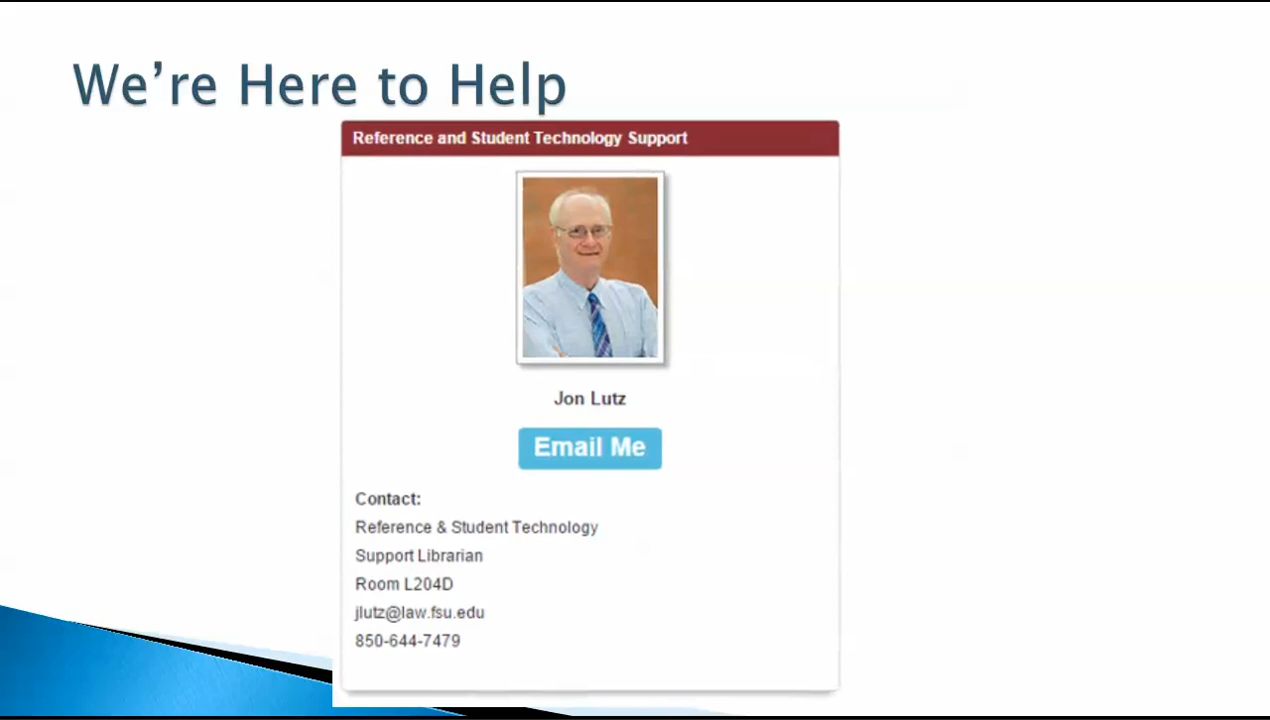 We’re Here to Help
Reference and Student Technology Support
Jon Lutz
Email Me
Contact:
Reference & Student Technology
Support Librarian
Room L204D
jlutz@law.fsu.edu
850-644-7479